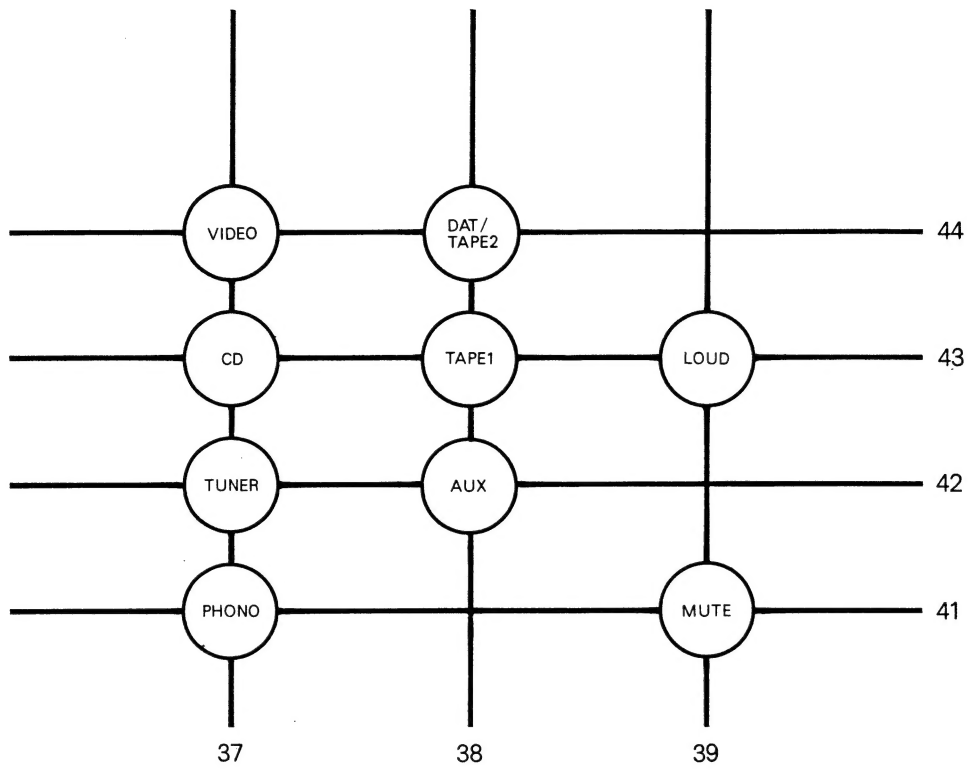 VIDEO
DAT/
TAPE2
44
CD
TAPE1
LOUD
43
TUNER
AUX
42
PHONO
MUTE
41
37
38
39